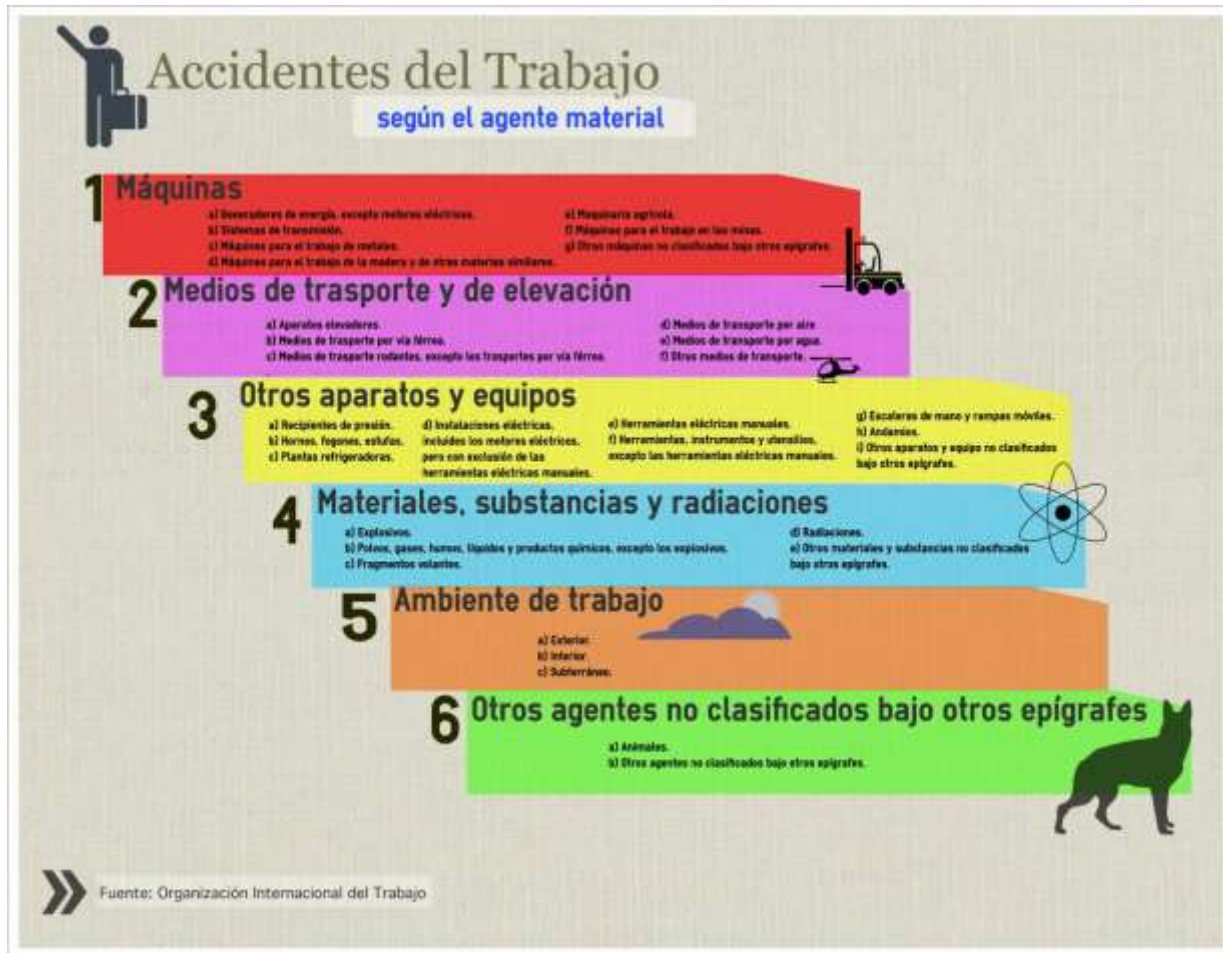 Accidentes del Trabajo
según el agente material
1 Máquinas
a) Generadores de energía, excepto motores eléctricos.
b) Sistemas de transmisión.
c) Máquinas para el trabajo de metales.
d) Máquinas para el trabajo de la madera y de otras materias similares.
e) Maquinaria agrícola.
f) Máquinas para el trabajo en las minas.
g) Otras máquinas no clasificados bajo otros epígrafes.
2 Medios de trasporte y de elevación
a) Aparatos elevadores.
b) Medios de trasporte por vía férrea.
c) Medios de trasporte rodantes, excepto los trasportes por vía férrea.
d) Medios de transporte por aire
e) Medios de transporte por agua.
f) Otros medios de transporte.
3 Otros aparatos y equipos
a) Recipientes de presión.
b) Hornos, fogones, estufas.
c) Plantas refrigeradoras.
d) Instalaciones eléctricas,
incluidos los motores eléctricos,
pero con exclusión de las
herramientas eléctricas manuales.
e) Herramientas eléctricas manuales.
f) Herramientas, instrumentos y utensilios,
excepto las herramientas eléctricas manuales.
g) Escaleras de mano y rampas móviles.
h) Andamios.
i) Otros aparatos y equipo no clasificados
bajo otros epígrafes.
4 Materiales, substancias y radiaciones
a) Explosivos.
b) Polvos, gases, humos, líquidos y productos químicos, excepto los explosivos.
c) Fragmentos volantes.
d) Radiaciones.
e) Otros materiales y substancias no clasificados
bajo otros epígrafes.
5 Ambiente de trabajo
a) Exterior.
b) Interior.
c) Subterráneo.
6 Otros agentes no clasificados bajo otros epígrafes
a) Animales.
b) Otros agentes no clasificados bajo otros epígrafes.
Fuente: Organización Internacional del Trabajo